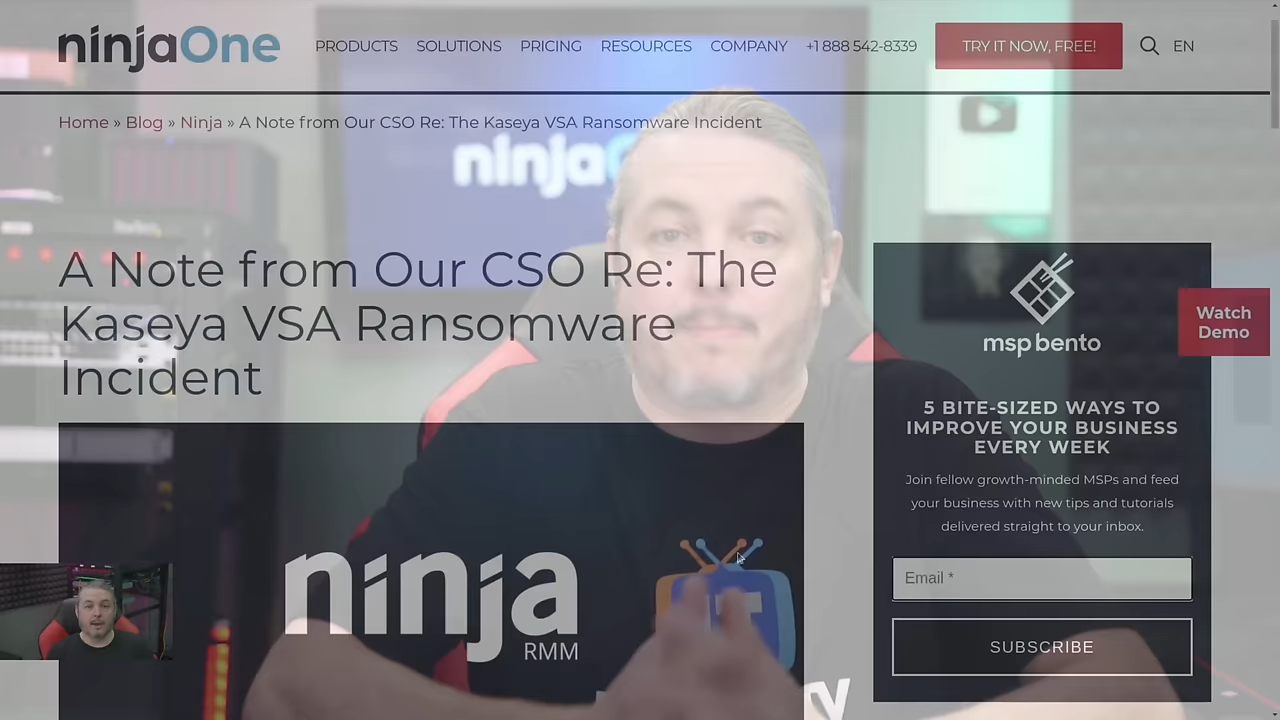 ninjaOne
PRODUCTS SOLUTIONS PRICING RESOURCES COMPANY +1 888 542-8339 TRY IT NOW, FREE! EN
Home » Blog » Ninja » A Note from Our CSO Re: The Kaseya VSA Ransomware Incident
ninjaO
A Note from Our CSO Re: The
Kaseya VSA Ransomware
Incident
msp bento
Watch
Demo
5 BITE-SIZED WAYS TO
IMPROVE YOUR BUSINESS
EVERY WEEK
Join fellow growth-minded MSPs and feed
your business with new tips and tutorials
delivered straight to your inbox.
Email *
SUBSCRIBE
ninja
RMM